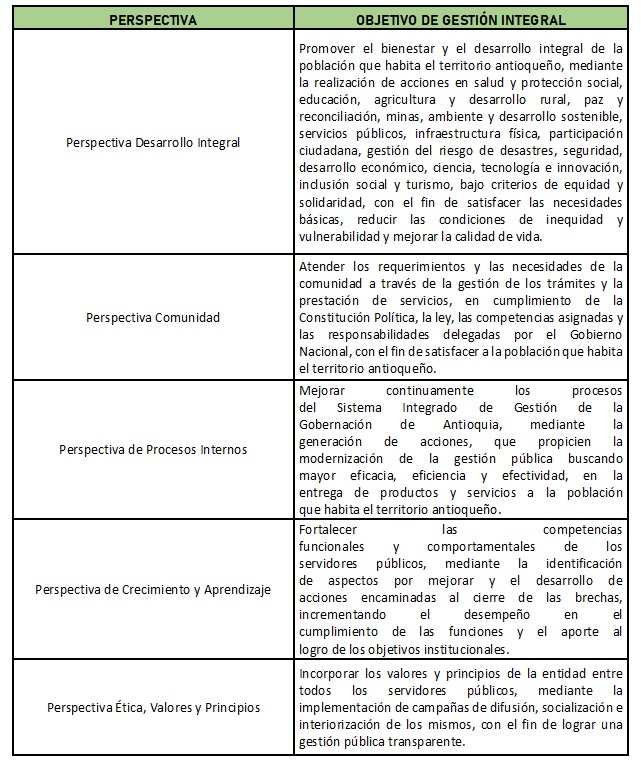 PERSPECTIVA
OBJETIVO DE GESTIÓN INTEGRAL
Perspectiva Desarrollo Integral
Promover el bienestar y el desarrollo integral de la
población que habita el territorio antioqueño, mediante
la realización de acciones en salud y protección social,
educación, agricultura y desarrollo rural, paz y
reconciliación, minas, ambiente y desarrollo sostenible,
servicios públicos, infraestructura física, participación
ciudadana, gestión del riesgo de desastres, seguridad,
desarrollo económico, ciencia, tecnología e innovación,
inclusión social y turismo, bajo criterios de equidad y
solidaridad, con el fin de satisfacer las necesidades
básicas, reducir las condiciones de inequidad y
vulnerabilidad y mejorar la calidad de vida.
Perspectiva Comunidad
Atender los requerimientos y las necesidades de la
comunidad a través de la gestión de los trámites y la
prestación de servicios, en cumplimiento de la
Constitución Política, la ley, las competencias asignadas y
las responsabilidades delegadas por el Gobierno
Nacional, con el fin de satisfacer a la población que habita
el territorio antioqueño.
Perspectiva de Procesos Internos
Mejorar continuamente los procesos
del Sistema Integrado de Gestión de la
Gobernación de Antioquia, mediante la
generación de acciones, que propicien la
modernización de la gestión pública buscando
mayor eficacia, eficiencia y efectividad, en la
entrega de productos y servicios a la población
que habita el territorio antioqueño.
Perspectiva de Crecimiento y Aprendizaje
Fortalecer las competencias
funcionales y comportamentales de los
servidores públicos, mediante la identificación
de aspectos por mejorar y el desarrollo de
acciones encaminadas al cierre de las brechas,
incrementando el desempeño en el
cumplimiento de las funciones y el aporte al
logro de los objetivos institucionales.
Perspectiva Ética, Valores y Principios
Incorporar los valores y principios de la entidad entre
todos los servidores públicos, mediante la
implementación de campañas de difusión, socialización e
interiorización de los mismos, con el fin de lograr una
gestión pública transparente.